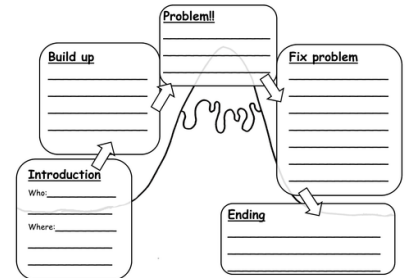 Problem!!
Build up
Fix problem
Introduction
Who:
Where:
Ending